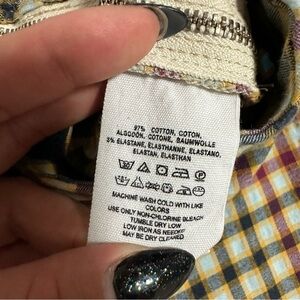 97% COTTON, COTON,
ALGODON, COTONE, BAUMWOLLE
3% ELASTANE, ELASTHANNE, ELASTANO,
ELASTAN, ELASTHAN
MACHINE WASH COLD WITH LIKE
COLORS
USE ONLY NON-CHLORINE BLEACH
TUMBLE DRY LOW
LOW IRON AS NEEDED
MAY BE DRY CLEANED